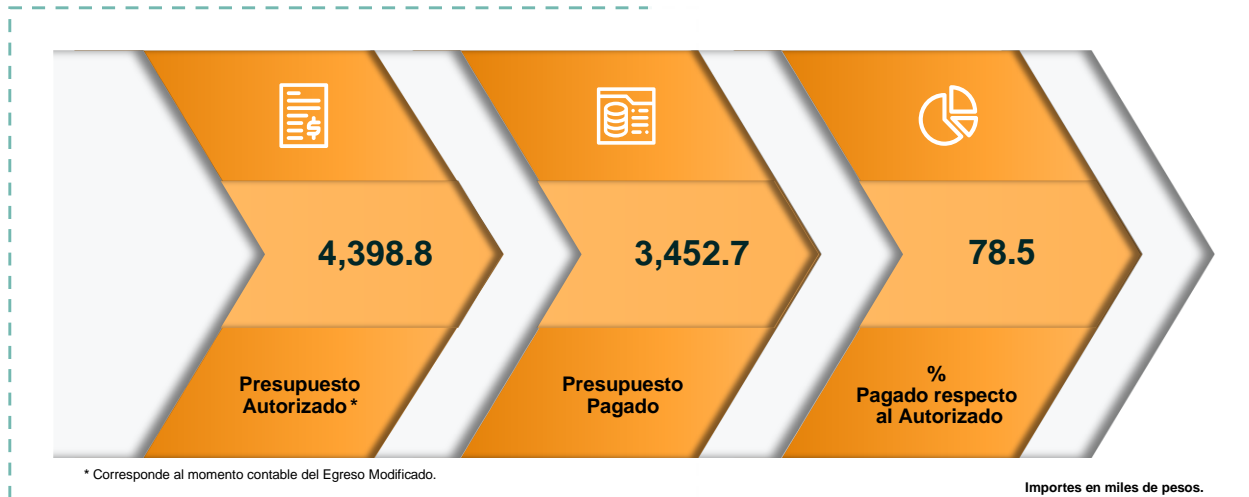 4,398.8
3,452.7
78.5
Presupuesto
Autorizado *
Presupuesto
Pagado
%
Pagado respecto
al Autorizado
* Corresponde al momento contable del Egreso Modificado.
Importes en miles de pesos.